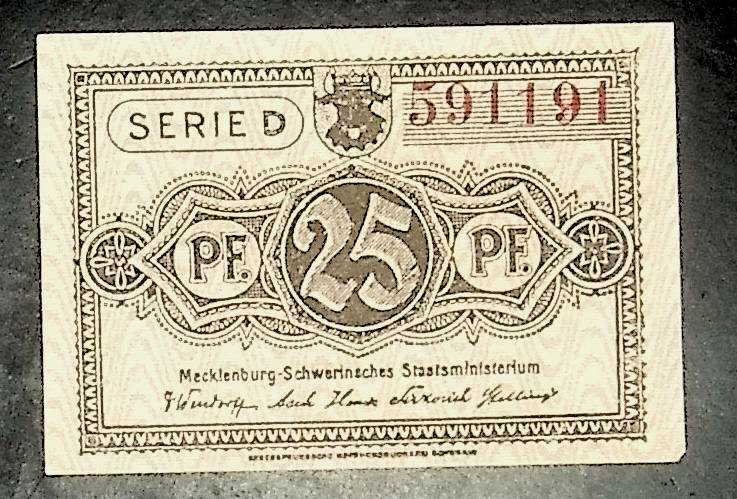 SERIE D
591191
PF. 25 PF.
Mecklenburg-Schwerinsches Staatsministerium